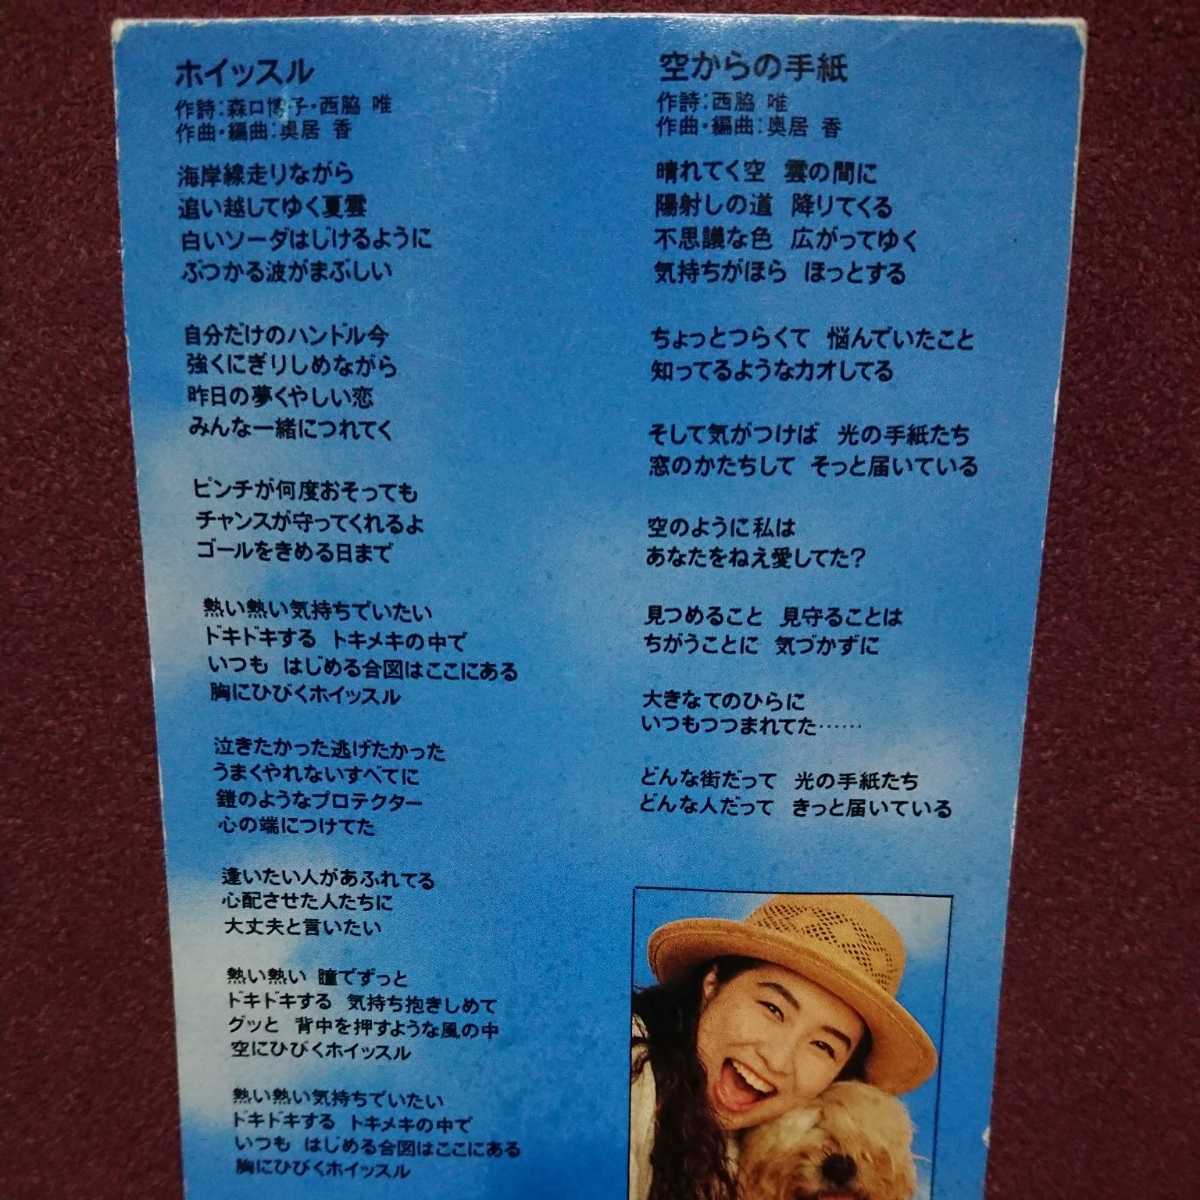 ホイッスル
作詩:森口博子・西脇 唯
作曲・編曲:奥居 香
海岸線走りながら
追い越してゆく夏雲
白いソーダはじけるように
ぶつかる波がまぶしい
自分だけのハンドル今
強くにぎりしめながら
昨日の夢くやしい恋
みんな一緒につれてく
ピンチが何度おそっても
チャンスが守ってくれるよ
ゴールをきめる日まで
熱い熱い気持ちでいたい
ドキドキする トキメキの中で
いつも はじめる合図はここにある
胸にひびくホイッスル
泣きたかった逃げたかった
うまくやれないすべてに
鎧のようなプロテクター
心の端につけてた
逢いたい人があふれてる
心配させた人たちに
大丈夫と言いたい
熱い熱い 瞳でずっと
ドキドキする 気持ち抱きしめて
グッと 背中を押すような風の中
空にひびくホイッスル
熱い熱い気持ちでいたい
ドキドキする トキメキの中で
いつも はじめる合図はここにある
胸にひびくホイッスル
空からの手紙
作詩:西脇 唯
作曲・編曲:奥居 香
晴れてく空 雲の間に
陽射しの道 降りてくる
不思議な色 広がってゆく
気持ちがほら ほっとする
ちょっとつらくて 悩んでいたこと
知ってるようなカオしてる
そして気がつけば 光の手紙たち
窓のかたちして そっと届いている
空のように私は
あなたをねえ愛してた?
見つめること 見守ることは
ちがうことに 気づかずに
大きなてのひらに
いつもつつまれてた……
どんな街だって 光の手紙たち
どんな人だって きっと届いている